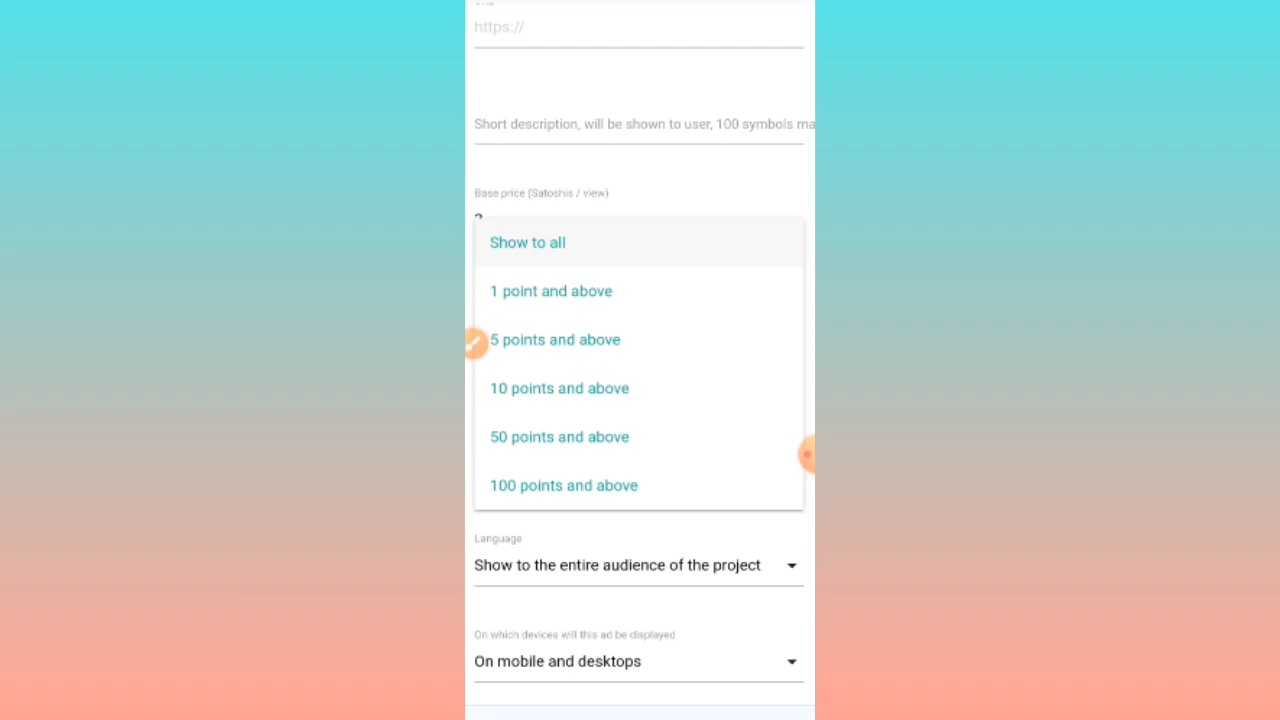 https://
Short description, will be shown to user, 100 symbols ma
Base price (Satoshis / view)
Show to all
1 point and above
5 points and above
10 points and above
50 points and above
100 points and above
Language
Show to the entire audience of the project
On which devices will this ad be displayed
On mobile and desktops